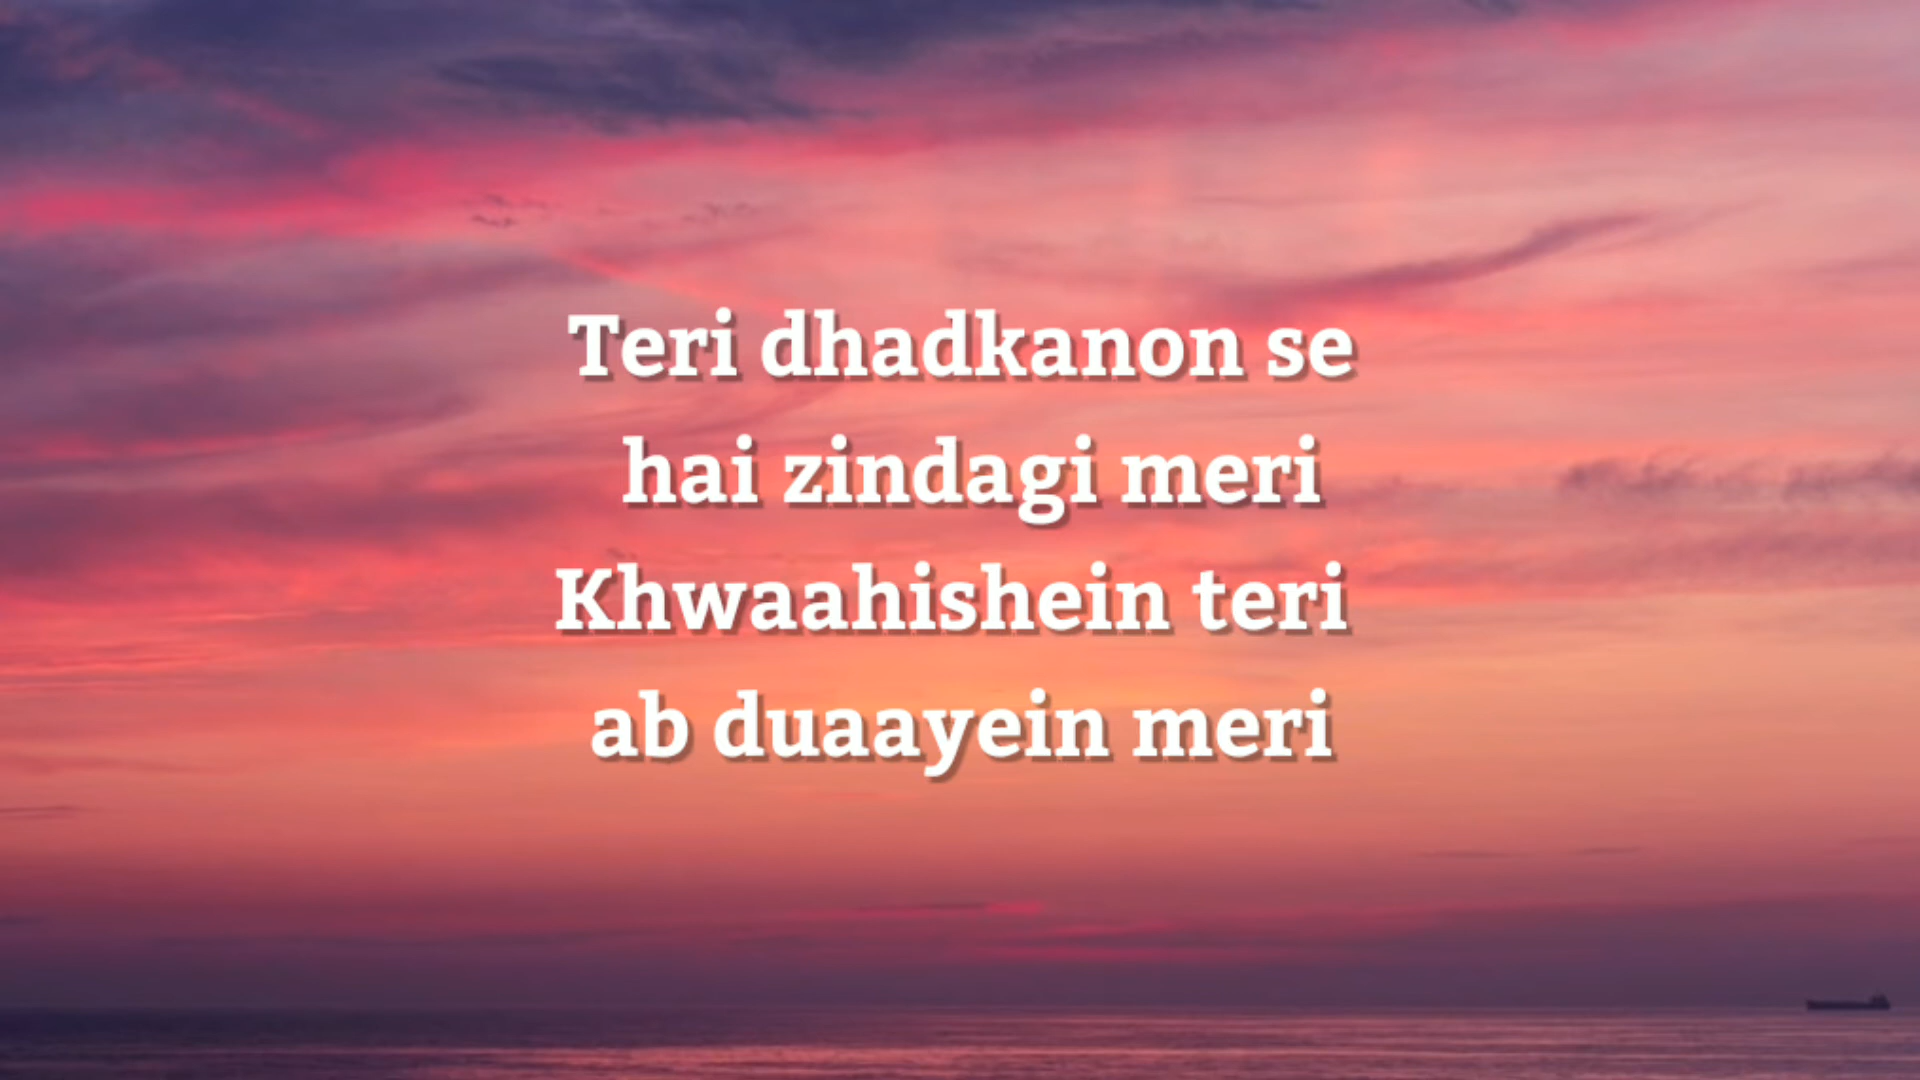 Teri dhadkanon se
hai zindagi meri
Khwaahishein teri
ab duaayein meri